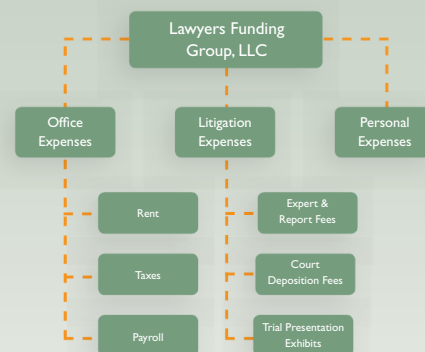 Lawyers Funding
Group, LLC
Office
Expenses
Litigation
Expenses
Personal
Expenses
Rent
Expert &
Report Fees
Taxes
Court
Deposition Fees
Payroll
Trial Presentation
Exhibits